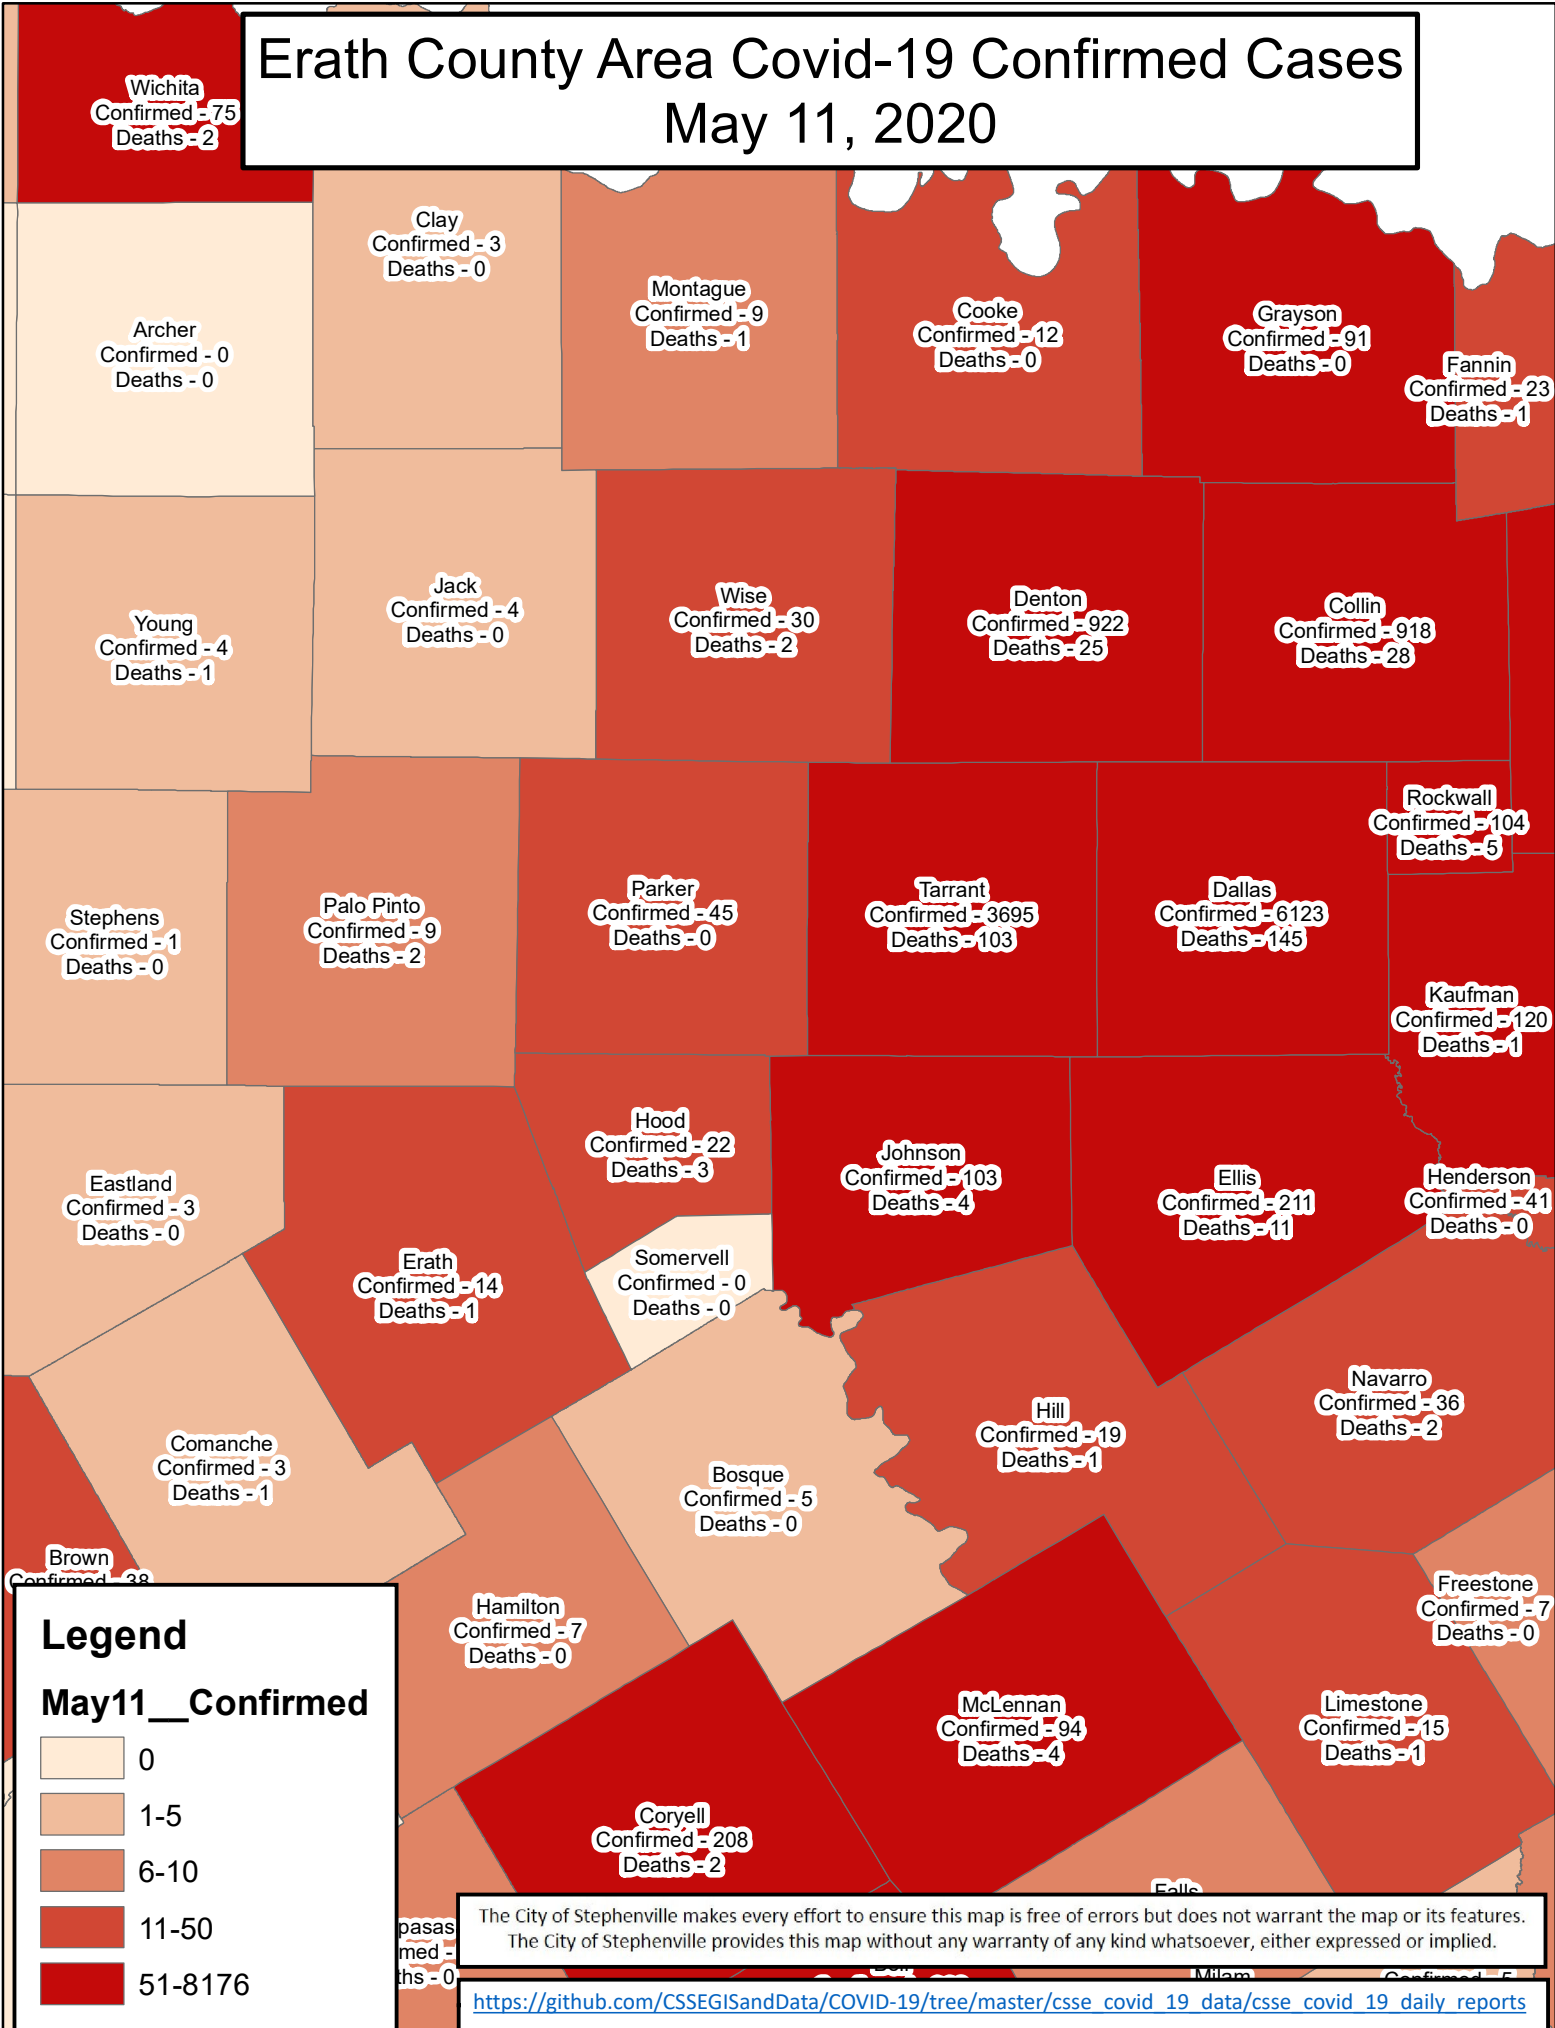 Erath County Area Covid-19 Confirmed Cases
May 11, 2020
Wichita
Confirmed - 75
Deaths - 2
Clay
Confirmed - 3
Deaths - 0
Archer
Confirmed - 0
Deaths - 0
Montague
Confirmed - 9
Deaths - 1
Cooke
Confirmed - 12
Deaths - 0
Grayson
Confirmed - 91
Deaths - 0
Fannin
Confirmed - 23
Deaths - 1
Young
Confirmed - 4
Deaths - 1
Jack
Confirmed - 4
Deaths - 0
Wise
Confirmed - 30
Deaths - 2
Denton
Confirmed - 922
Deaths - 25
Collin
Confirmed - 918
Deaths - 28
Rockwall
Confirmed - 104
Deaths - 5
Stephens
Confirmed - 1
Deaths - 0
Palo Pinto
Confirmed - 9
Deaths - 2
Parker
Confirmed - 45
Deaths - 0
Tarrant
Confirmed - 3695
Deaths - 103
Dallas
Confirmed - 6123
Deaths - 145
Kaufman
Confirmed - 120
Deaths - 1
Eastland
Confirmed - 3
Deaths - 0
Hood
Confirmed - 22
Deaths - 3
Johnson
Confirmed - 103
Deaths - 4
Ellis
Confirmed - 211
Deaths - 11
Henderson
Confirmed - 41
Deaths - 0
Erath
Confirmed - 14
Deaths - 1
Somervell
Confirmed - 0
Deaths - 0
Comanche
Confirmed - 3
Deaths - 1
Bosque
Confirmed - 5
Deaths - 0
Hill
Confirmed - 19
Deaths - 1
Navarro
Confirmed - 36
Deaths - 2
Brown
Confirmed - 38
Hamilton
Confirmed - 7
Deaths - 0
Freestone
Confirmed - 7
Deaths - 0
McLennan
Confirmed - 94
Deaths - 4
Limestone
Confirmed - 15
Deaths - 1
Coryell
Confirmed - 208
Deaths - 2
Falls
pasas
med -
ths - 0
Milam
Confirmed - 5
Legend
May11__Confirmed
0
1-5
6-10
11-50
51-8176
The City of Stephenville makes every effort to ensure this map is free of errors but does not warrant the map or its features.
The City of Stephenville provides this map without any warranty of any kind whatsoever, either expressed or implied.
https://github.com/CSSEGISandData/COVID-19/tree/master/csse_covid_19_data/csse_covid_19_daily_reports